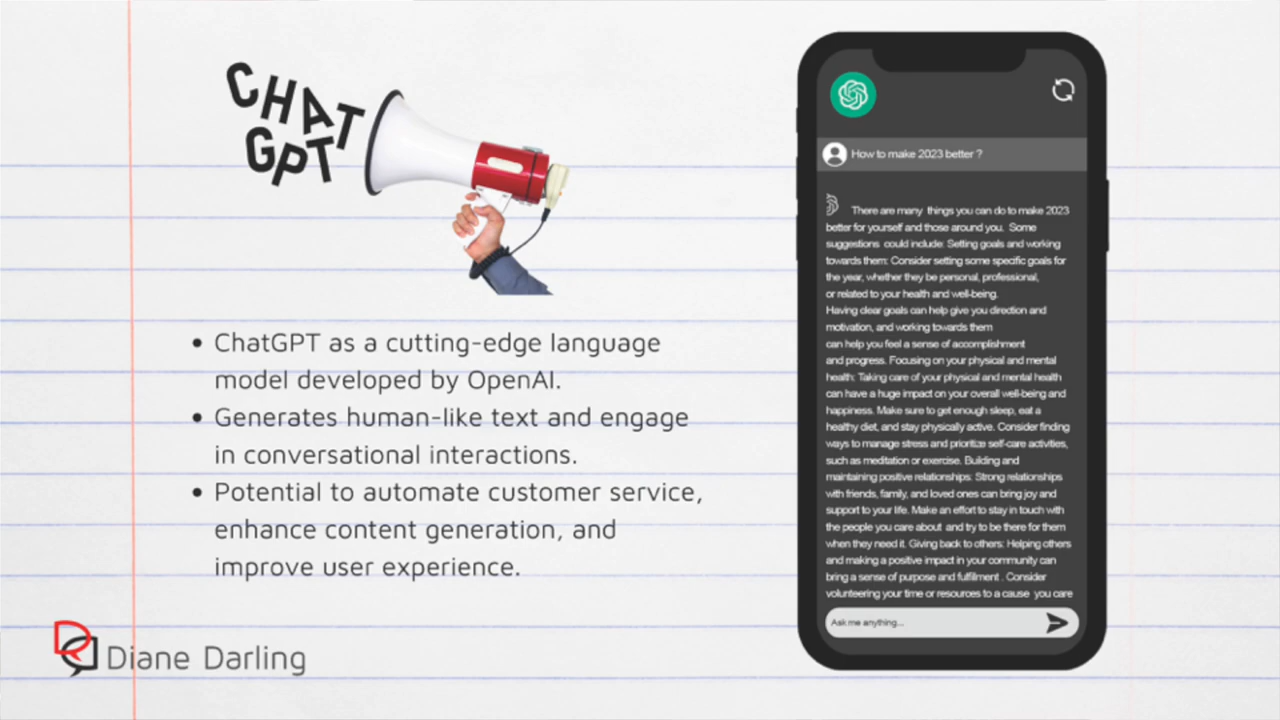 CHAT
GPT
ChatGPT as a cutting-edge language
model developed by OpenAI.
Generates human-like text and engage
in conversational interactions.
Potential to automate customer service,
enhance content generation, and
improve user experience.
Diane Darling
How to make 2023 better ?
There are many things you can do to make 2023
better for yourself and those around you. Some
suggestions could include: Setting goals and working
towards them: Consider setting some specific goals for
the year, whether they be personal, professional,
or related to your health and well-being.
Having clear goals can help give you direction and
motivation, and working towards them
can help you feel a sense of accomplishment
and progress. Focusing on your physical and mental
health: Taking care of your physical and mental health
can have a huge impact on your overall well-being and
happiness. Make sure to get enough sleep, eat a
healthy diet, and stay physically active. Consider finding
ways to manage stress and prioritize self-care activities,
such as meditation or exercise. Building and
maintaining positive relationships: Strong relationships
with friends, family, and loved ones can bring joy and
support to your life. Make an effort to stay in touch with
the people you care about and try to be there for them
when they need it. Giving back to others: Helping others
and making a positive impact in your community can
bring a sense of purpose and fulfillment . Consider
volunteering your time or resources to a cause you care
Ask me anything...